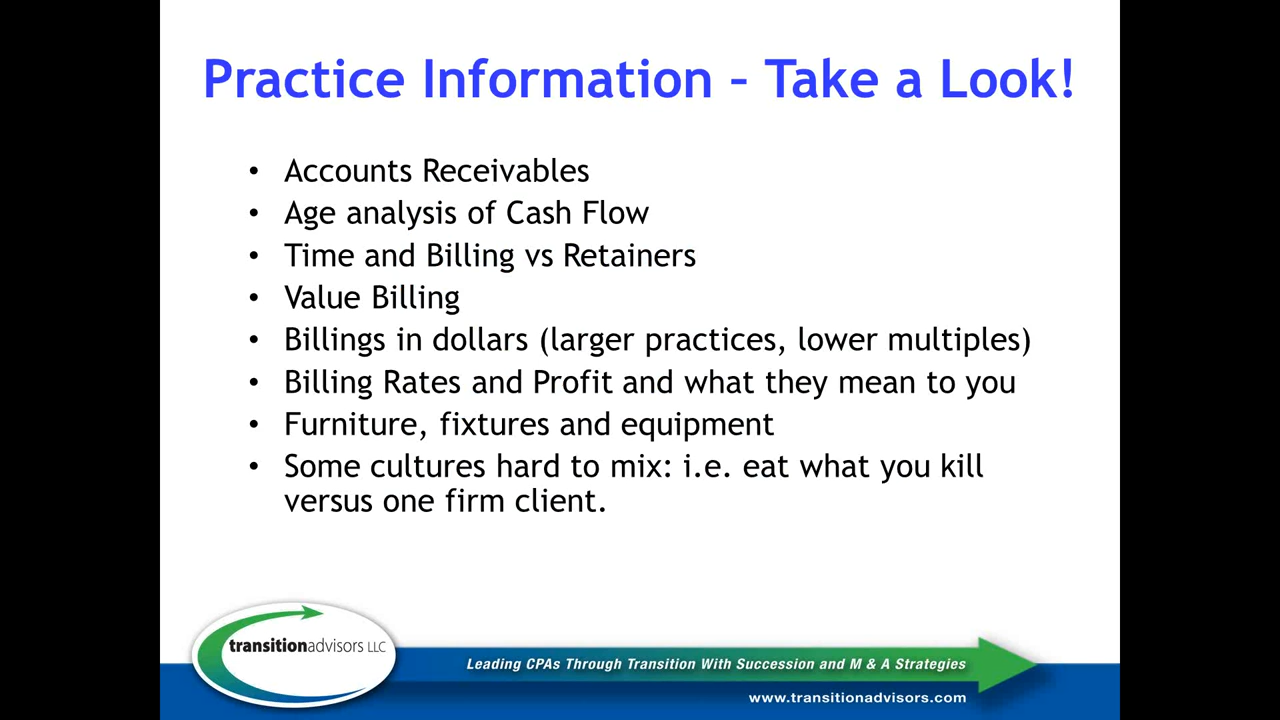 Practice Information – Take a Look!
• Accounts Receivables
• Age analysis of Cash Flow
• Time and Billing vs Retainers
• Value Billing
• Billings in dollars (larger practices, lower multiples)
• Billing Rates and Profit and what they mean to you
• Furniture, fixtures and equipment
• Some cultures hard to mix: i.e. eat what you kill
versus one firm client.
transitionadvisors LLC
Leading CPAs Through Transition With Succession and M & A Strategies
www.transitionadvisors.com